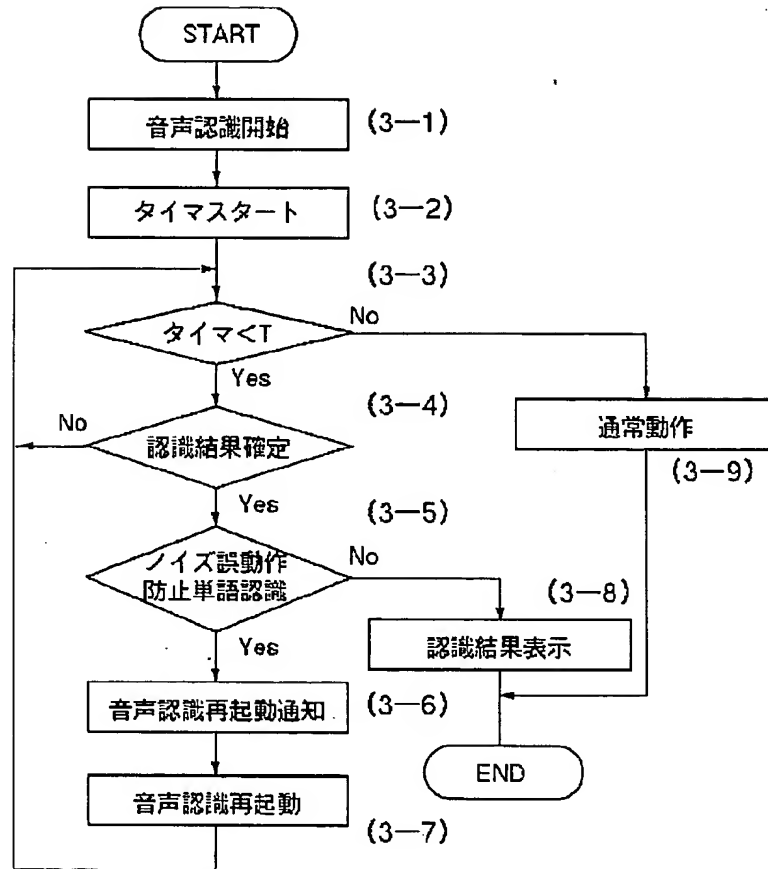 START
音声認識開始
(3—1)
タイマスタート
(3—2)
(3—3)
タイマ<T
No
Yes
(3—4)
No
認識結果確定
通常動作
(3—9)
Yes
(3—5)
ノイズ誤動作
防止単語認識
No
(3—8)
認識結果表示
Yes
音声認識再起動通知
(3—6)
END
音声認識再起動
(3—7)